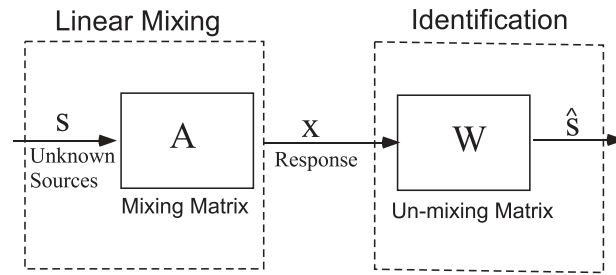 Linear Mixing
Identification
s
A
x
W
ŝ
Unknown
Sources
Response
Mixing Matrix
Un-mixing Matrix